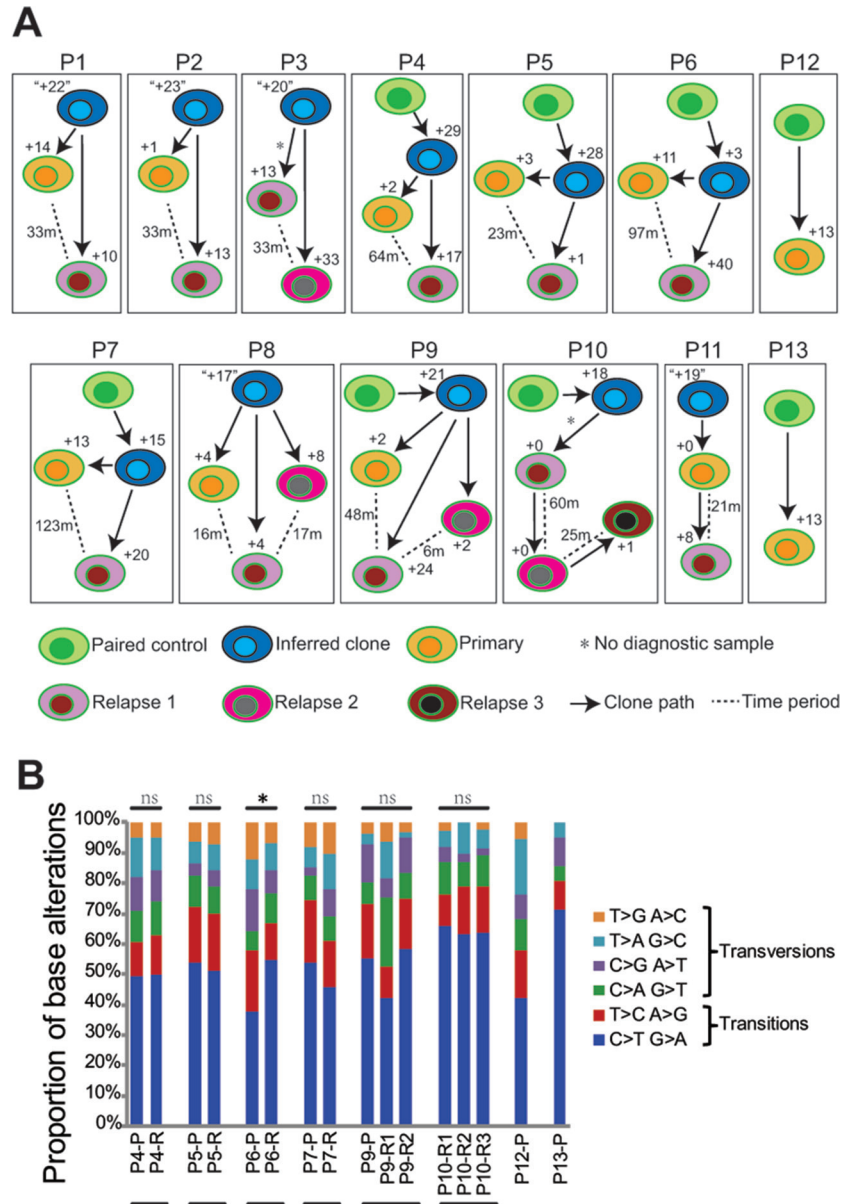 A
P1 P2 P3 P4 P5 P6 P12
"+22" "+23" "+20"
+29
+14 +1 +13 +3 +28 +11 +3
+2
33m 33m 33m 64m 23m 97m
+13
+10 +13 +33 +17 +1 +40
P7 P8 P9 P10 P11 P13
"+17" +21 +18 "+19"
+13 +15 +2 +0 +0
+4 +8
123m 16m 17m 48m 6m +2 60m 25m +1 21m +13
+20 +4 +24 +0 +8
Paired control Inferred clone Primary * No diagnostic sample
Relapse 1 Relapse 2 Relapse 3 Clone path Time period
B
ns ns * ns ns ns
Proportion of base alterations
100%
90%
80%
70%
60%
50%
40%
30%
20%
10%
0%
T>G A>C
T>A G>C
C>G A>T
C>A G>T
T>C A>G
C>T G>A
Transversions
Transitions
P4-P
P4-R
P5-P
P5-R
P6-P
P6-R
P7-P
P7-R
P9-P
P9-R1
P9-R2
P10-R1
P10-R2
P10-R3
P12-P
P13-P